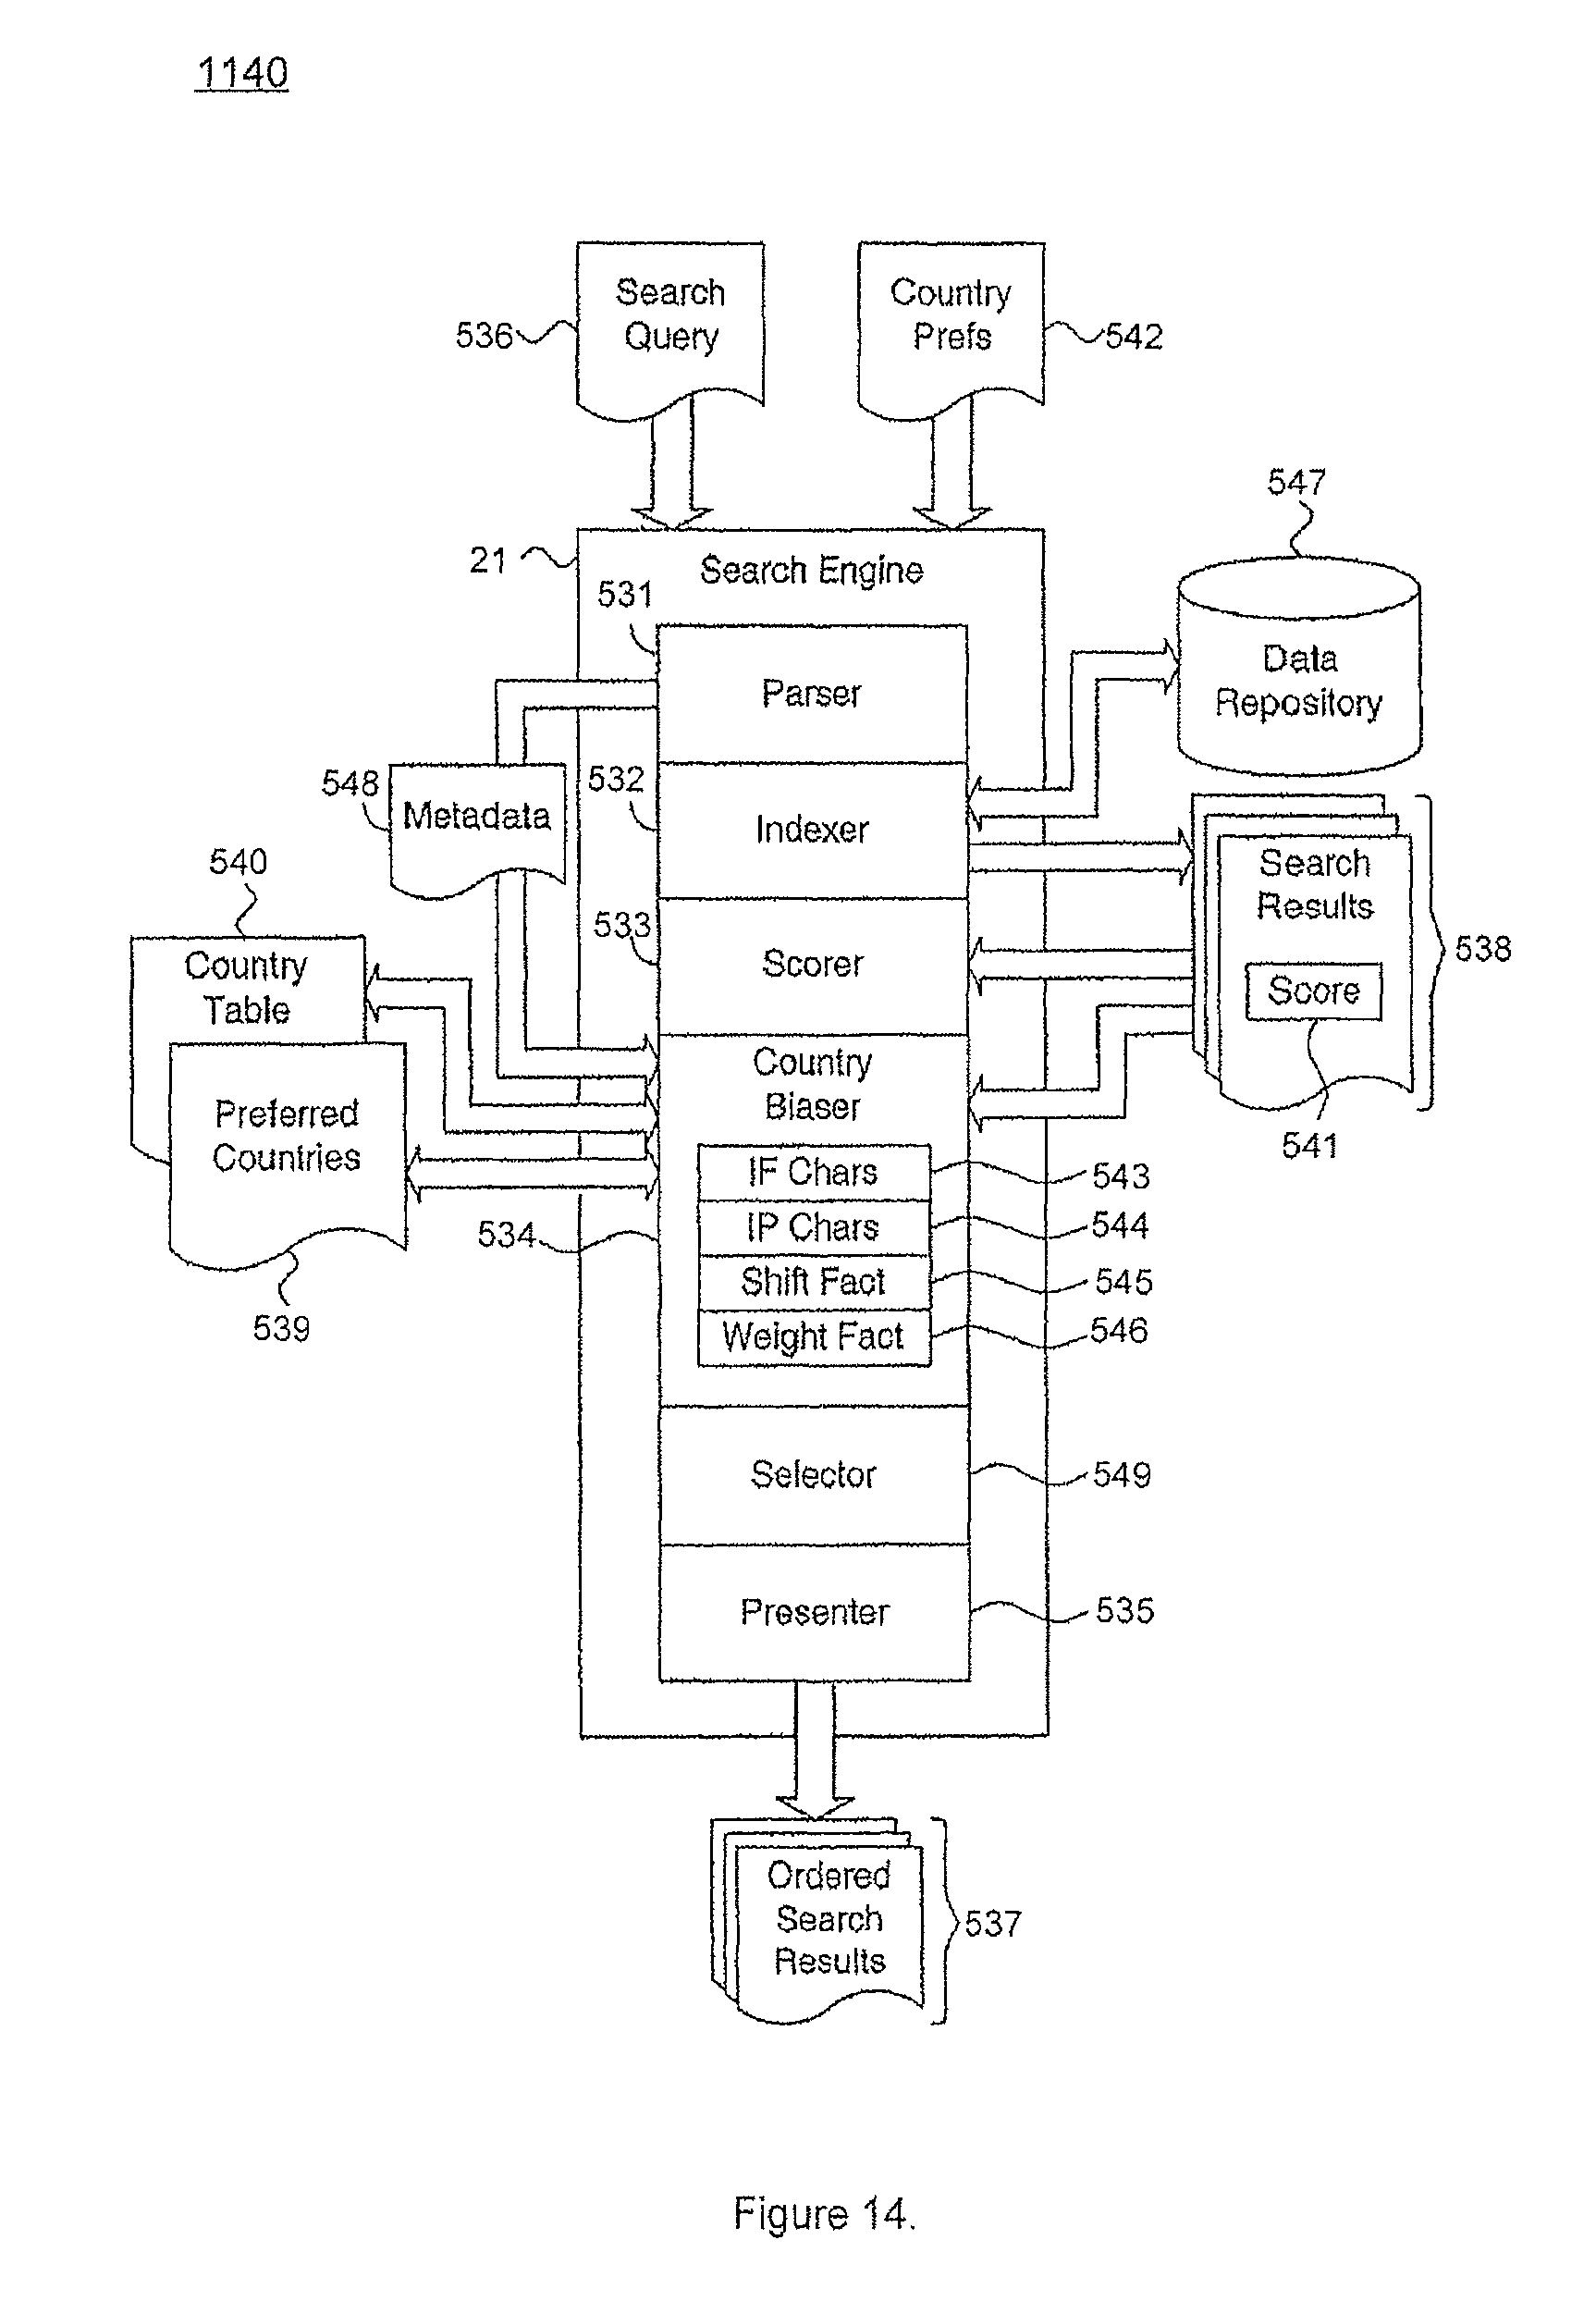 1140
Search
Query
536
Country
Prefs
542
547
21
Search Engine
531
Data
Repository
Parser
548
Metadata
532
Indexer
540
Country
Table
533
Scorer
Search
Results
538
Score
541
Preferred
Countries
539
Country
Biaser
534
IF Chars
543
IP Chars
544
Shift Fact
545
Weight Fact
546
Selector
549
Presenter
535
Ordered
Search
Results
537
Figure 14.